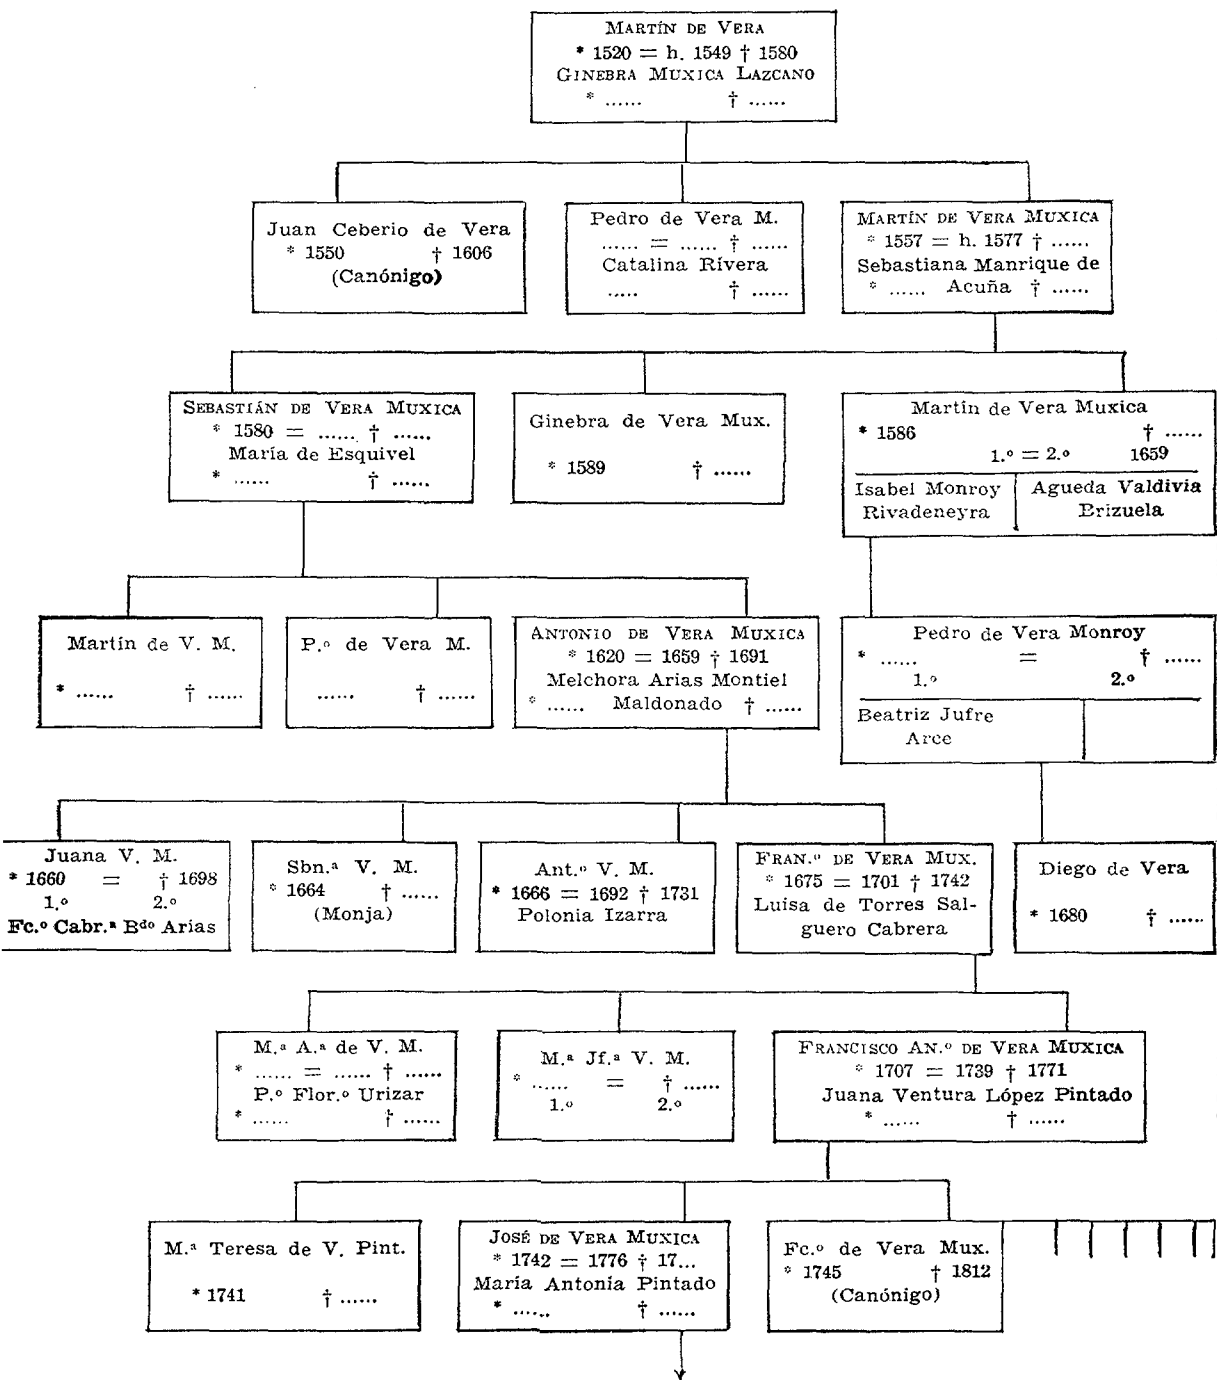 MARTÍN DE VERA
* 1520 = h. 1549 † 1580
GINEBRA MUXICA LAZCANO
* ...... † ......
Juan Ceberio de Vera
* 1550 † 1606
(Canónigo)
Pedro de Vera M.
...... = ...... † ......
Catalina Rívera
..... † ......
MARTÍN DE VERA MUXICA
* 1557 = h. 1577 † ......
Sebastiana Manrique de
* ...... Acuña † ......
SEBASTIÁN DE VERA MUXICA
* 1580 = ...... † ......
María de Esquivel
* ...... † ......
Ginebra de Vera Mux.
* 1589 † ......
Martín de Vera Muxica
* 1586 † ......
1.º = 2.º 1659
Isabel Monroy
Rivadeneyra
Agueda Valdivia
Brizuela
Martín de V. M.
* ...... † ......
P.º de Vera M.
...... † ......
ANTONIO DE VERA MUXICA
* 1620 = 1659 † 1691
Melchora Arias Montiel
* ...... Maldonado † ......
Pedro de Vera Monroy
* ...... = † ......
1.º 2.º
Beatriz Jufre
Arce
Juana V. M.
* 1660 = † 1698
1.º 2.º
Fc.º Cabr.ª Bdo Arias
Sbn.ª V. M.
* 1664 † ......
(Monja)
Ant.º V. M.
* 1666 = 1692 † 1731
Polonia Izarra
FRAN.º DE VERA MUX.
* 1675 = 1701 † 1742
Luisa de Torres Sal-
guero Cabrera
Diego de Vera
* 1680 † ......
M.ª A.ª de V. M.
* ...... = ...... † ......
P.º Flor.º Urizar
* ...... † ......
M.ª Jf.ª V. M.
* ...... = † ......
1.º 2.º
FRANCISCO AN.º DE VERA MUXICA
* 1707 = 1739 † 1771
Juana Ventura López Pintado
* ...... † ......
M.ª Teresa de V. Pint.
* 1741 † ......
JOSÉ DE VERA MUXICA
* 1742 = 1776 † 17...
María Antonia Pintado
* ...... † ......
Fc.º de Vera Mux.
* 1745 † 1812
(Canónigo)